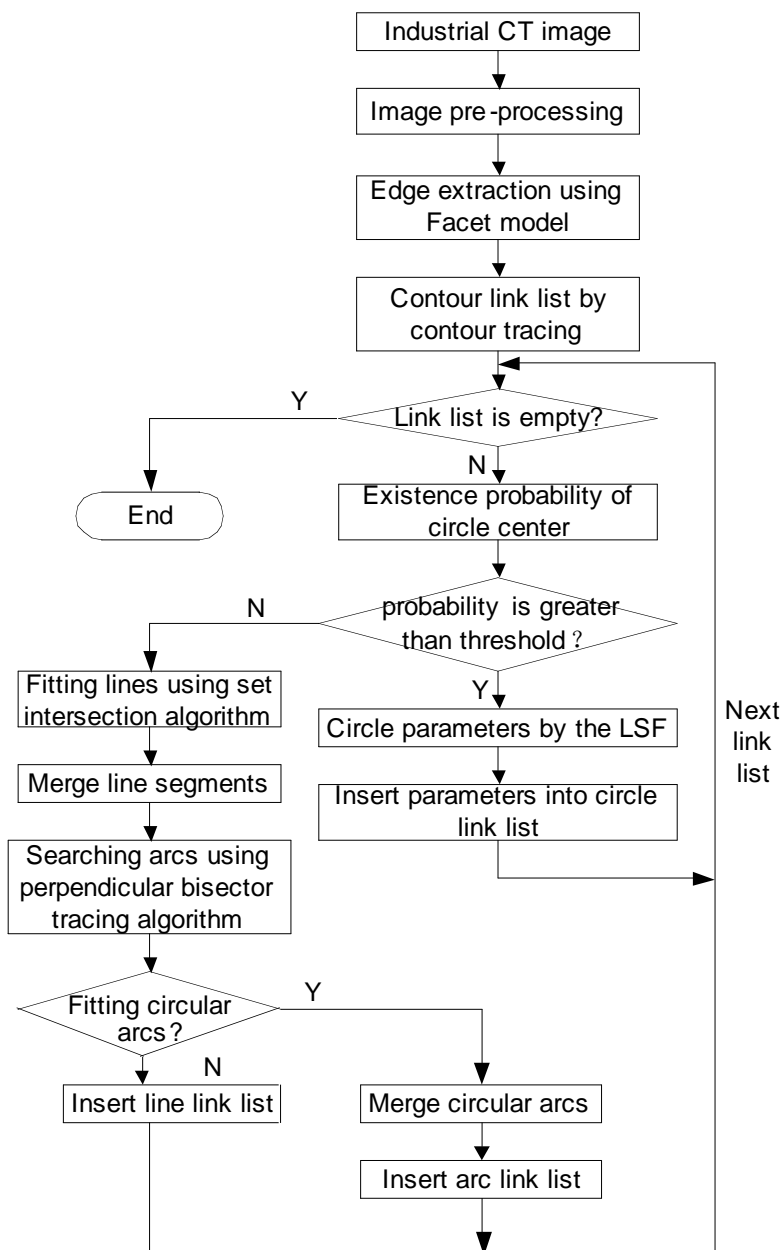 Industrial CT image
Image pre-processing
Edge extraction using
Facet model
Contour link list by
contour tracing
Y
Link list is empty?
N
End
Existence probability of
circle center
N
probability is greater
than threshold？
Y
Fitting lines using set
intersection algorithm
Circle parameters by the LSF
Next
link
list
Merge line segments
Insert parameters into circle
link list
Searching arcs using
perpendicular bisector
tracing algorithm
Y
Fitting circular
arcs?
N
Insert line link list
Merge circular arcs
Insert arc link list